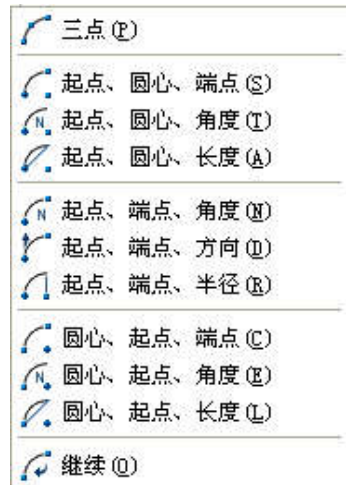 三点(P)
起点、圆心、端点(S)
起点、圆心、角度(T)
起点、圆心、长度(A)
起点、端点、角度(N)
起点、端点、方向(D)
起点、端点、半径(R)
圆心、起点、端点(C)
圆心、起点、角度(E)
圆心、起点、长度(L)
继续(O)